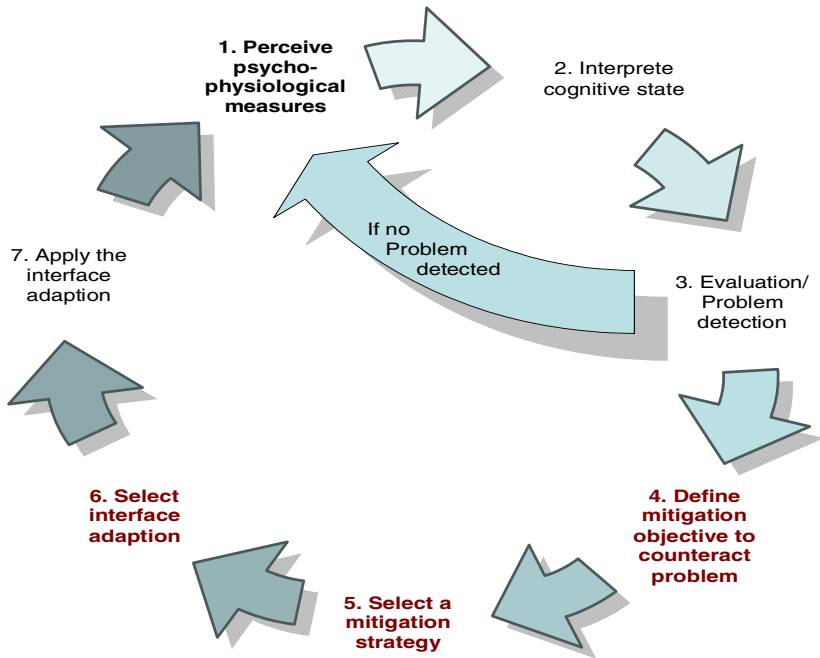 1. Perceive
psycho-
physiological
measures
2. Interprete
cognitive state
If no
Problem
detected
3. Evaluation/
Problem
detection
4. Define
mitigation
objective to
counteract
problem
5. Select a
mitigation
strategy
6. Select
interface
adaption
7. Apply the
interface
adaption